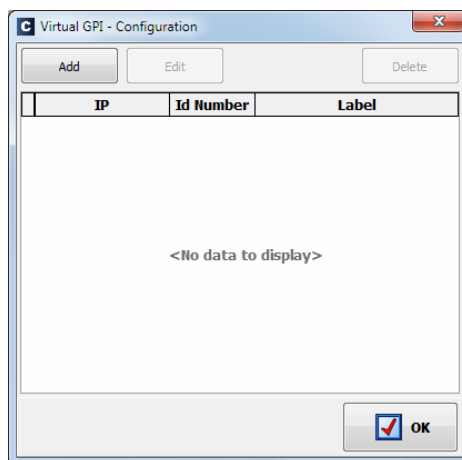 C Virtual GPI - Configuration
Add Edit Delete
IP Id Number Label
<No data to display>
OK